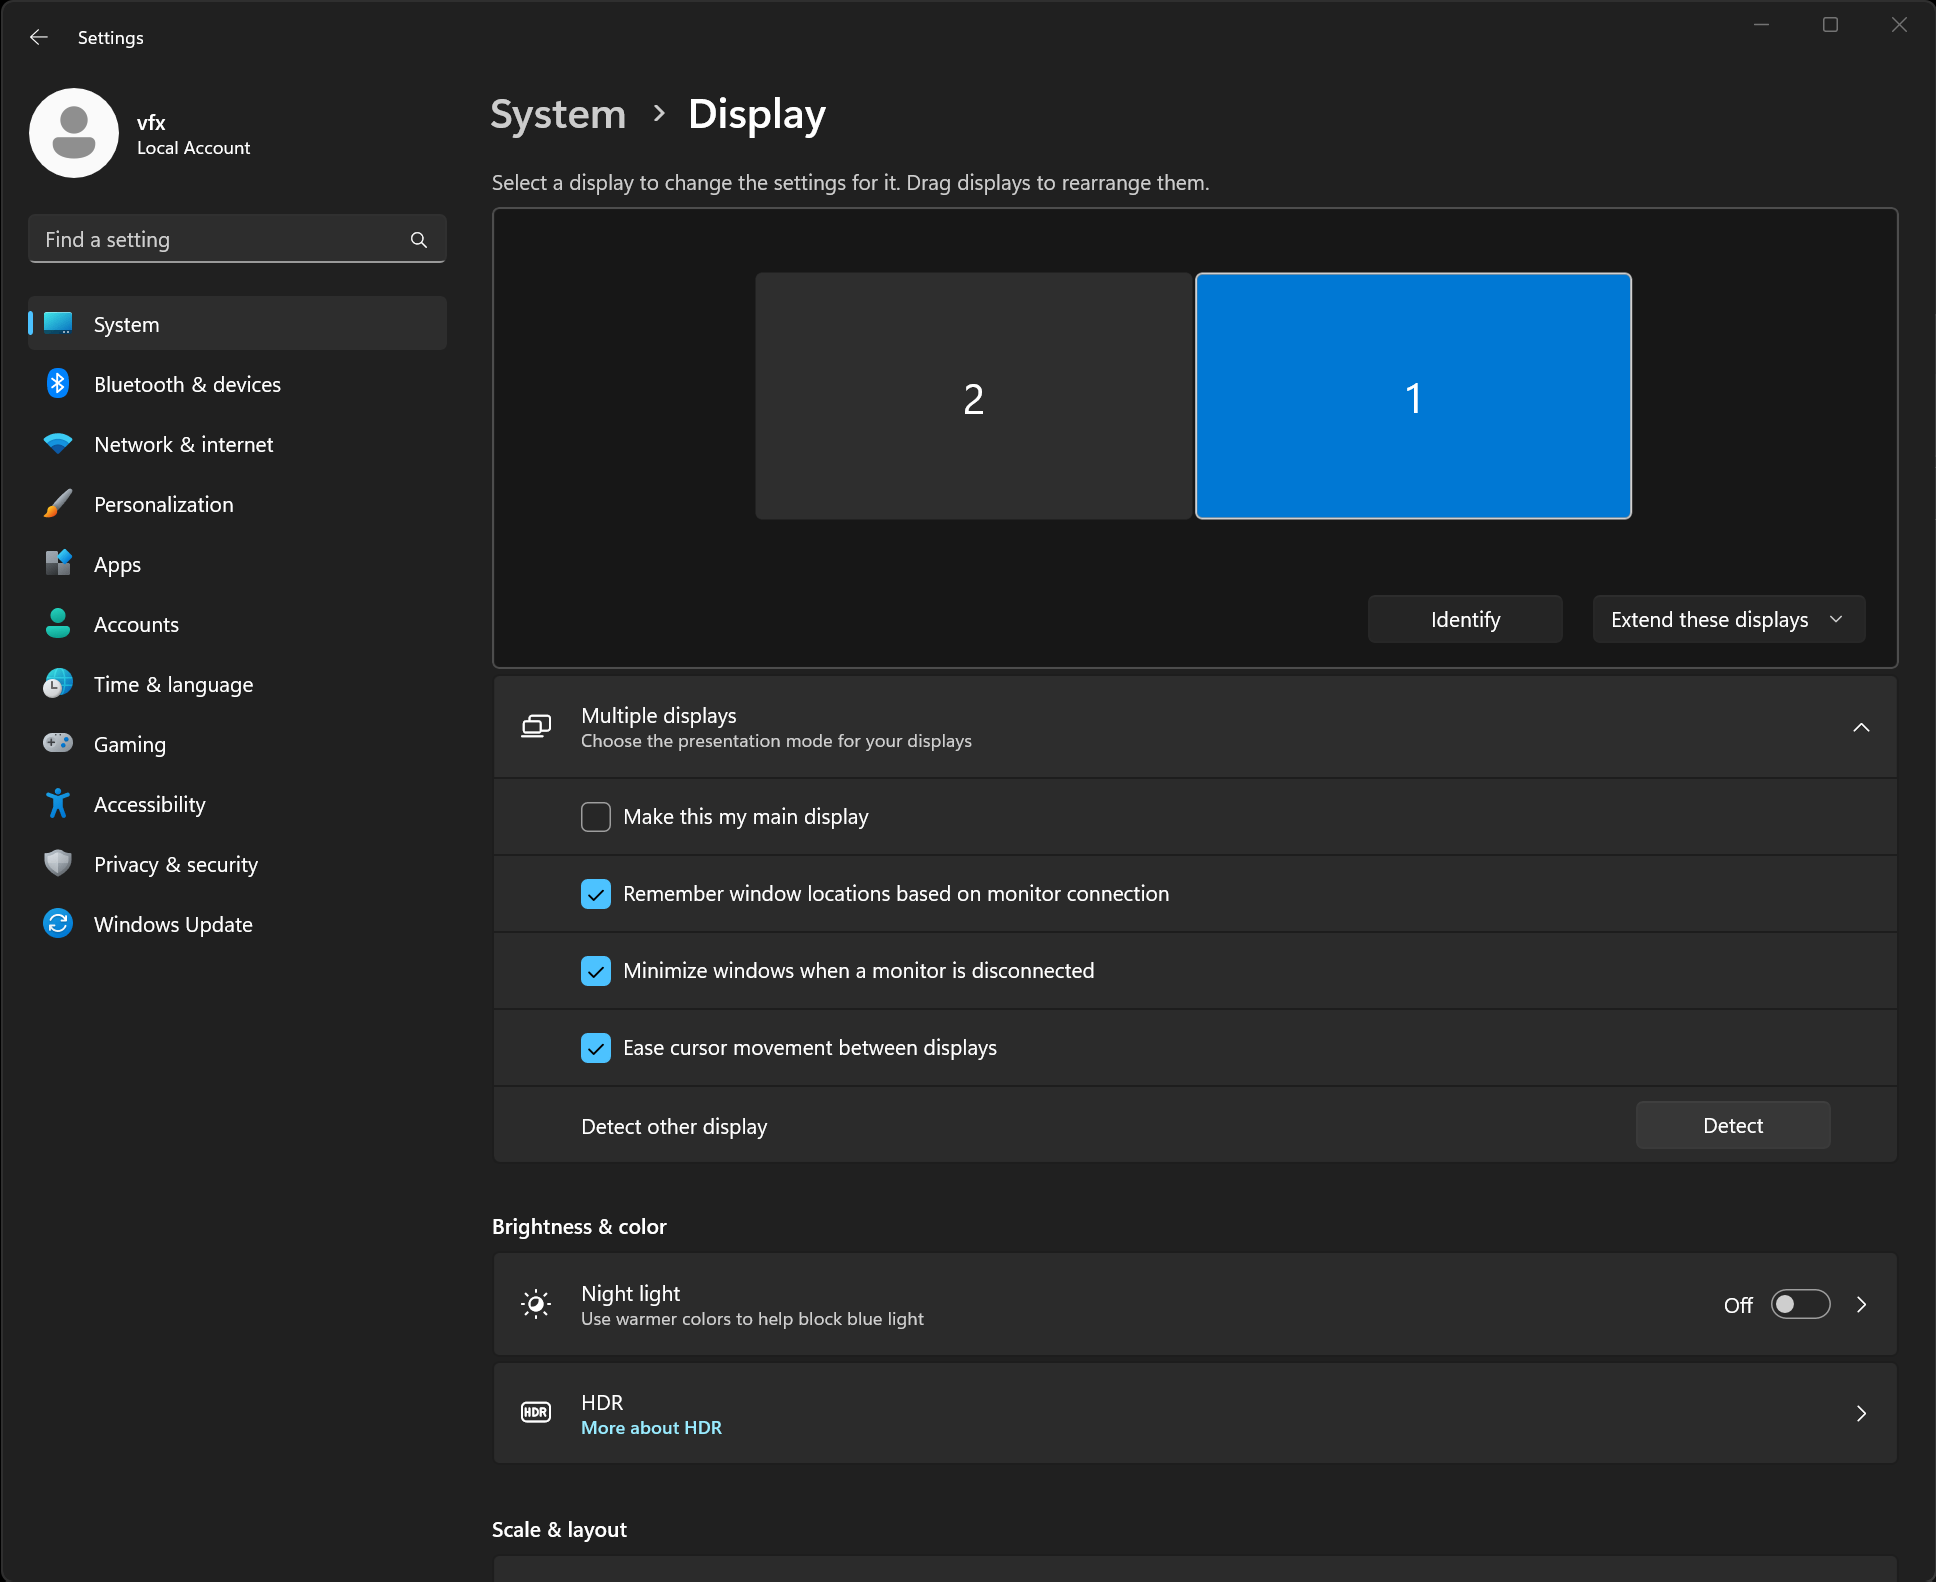 Settings
vfx
Local Account
Find a setting
System
Bluetooth & devices
Network & internet
Personalization
Apps
Accounts
Time & language
Gaming
Accessibility
Privacy & security
Windows Update
System > Display
Select a display to change the settings for it. Drag displays to rearrange them.
2
1
Identify
Extend these displays
Multiple displays
Choose the presentation mode for your displays
Make this my main display
Remember window locations based on monitor connection
Minimize windows when a monitor is disconnected
Ease cursor movement between displays
Detect other display
Detect
Brightness & color
Night light
Use warmer colors to help block blue light
Off
HDR
HDR
More about HDR
Scale & layout